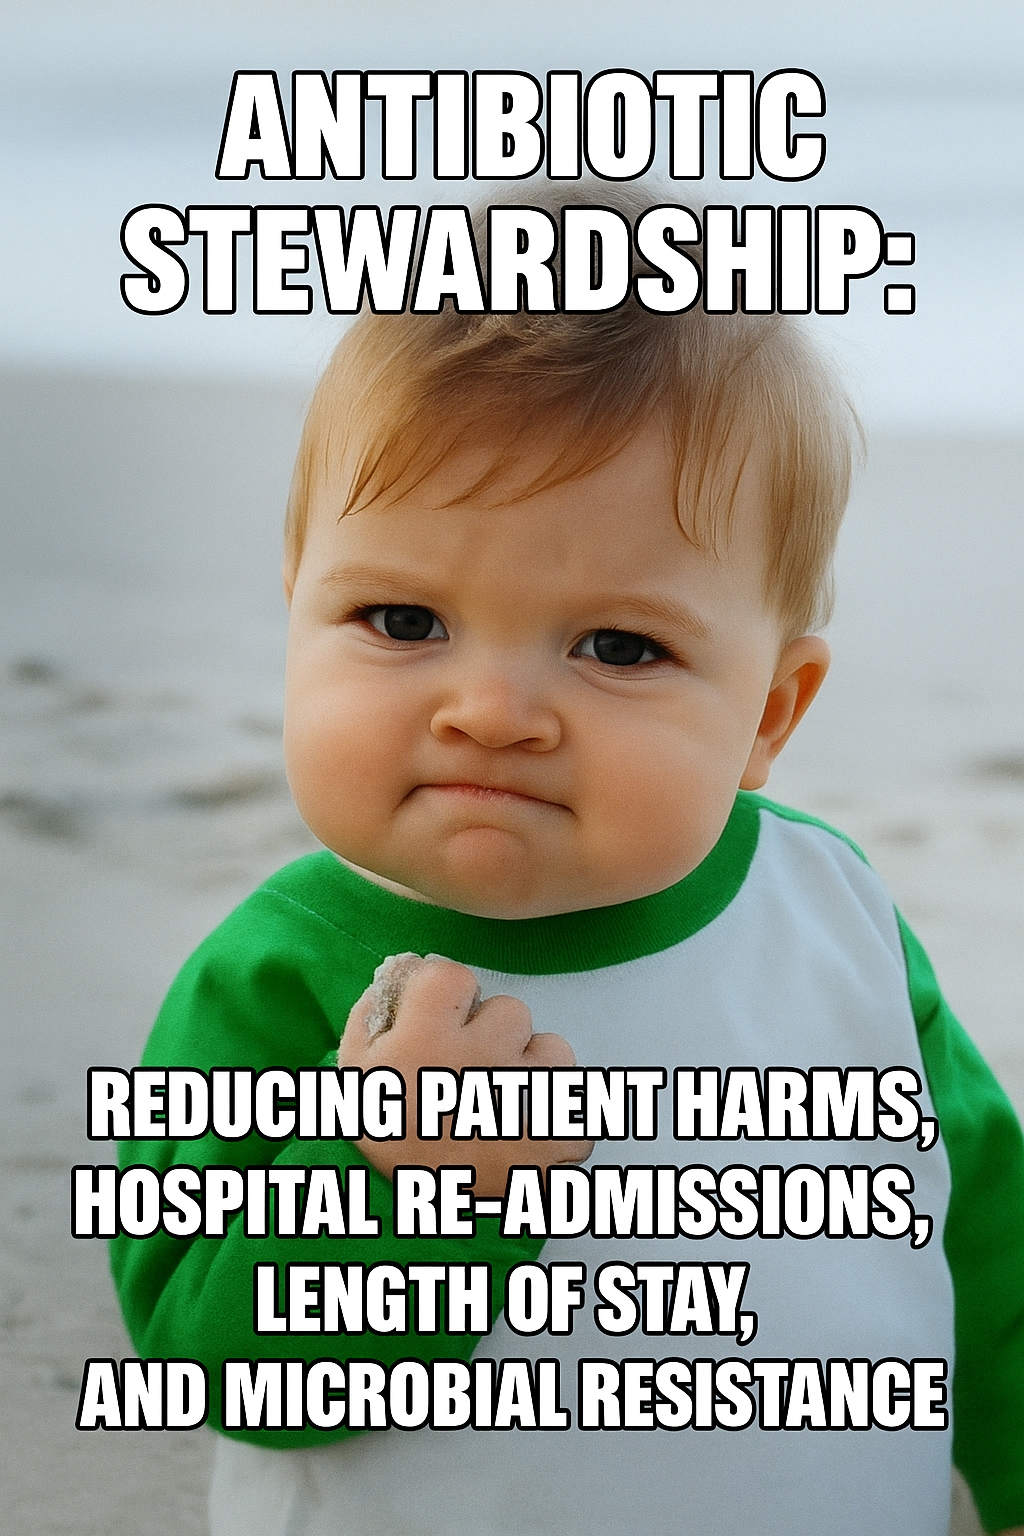 ANTIBIOTIC
STEWARDSHIP:
REDUCING PATIENT HARMS,
HOSPITAL RE-ADMISSIONS,
LENGTH OF STAY,
AND MICROBIAL RESISTANCE